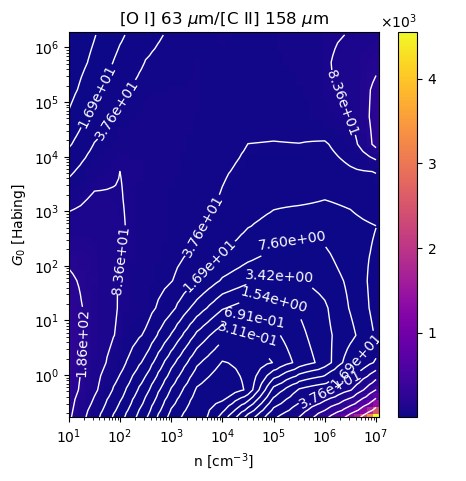 [O I] 63 μm/[C II] 158 μm
×10³
10⁶
10⁵
10⁴
10³
10²
10¹
10⁰
G₀ [Habing]
10¹ 10² 10³ 10⁴ 10⁵ 10⁶ 10⁷
n [cm⁻³]
4
3
2
1
1.69e+01
3.76e+01
8.36e+01
3.76e+01
1.69e+01
7.60e+00
3.42e+00
1.54e+00
6.91e-01
3.11e-01
8.36e+01
1.86e+02
1.69e+01
3.76e+01